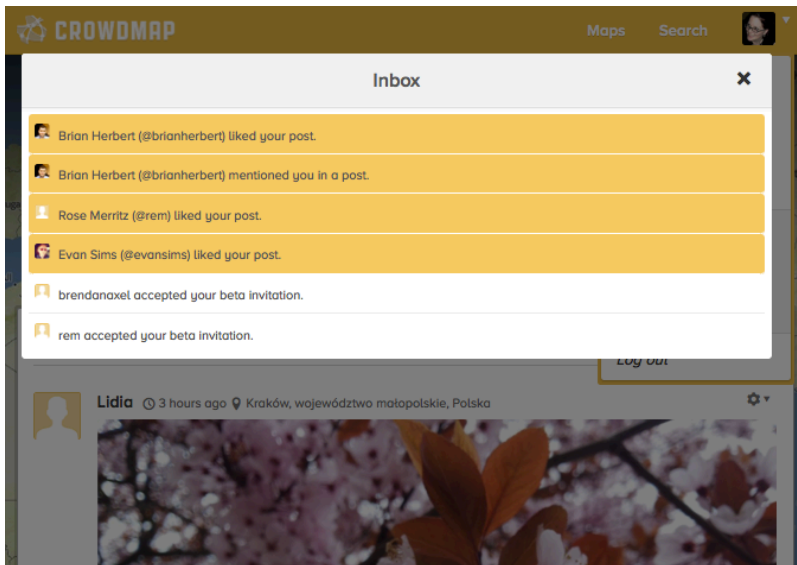 CROWDMAP
Maps Search
Inbox
Brian Herbert (@brianherbert) liked your post.
Brian Herbert (@brianherbert) mentioned you in a post.
Rose Merritz (@rem) liked your post.
Evan Sims (@evansims) liked your post.
brendanaxel accepted your beta invitation.
rem accepted your beta invitation.
Log out
Lidia 3 hours ago Kraków, województwo małopolskie, Polska